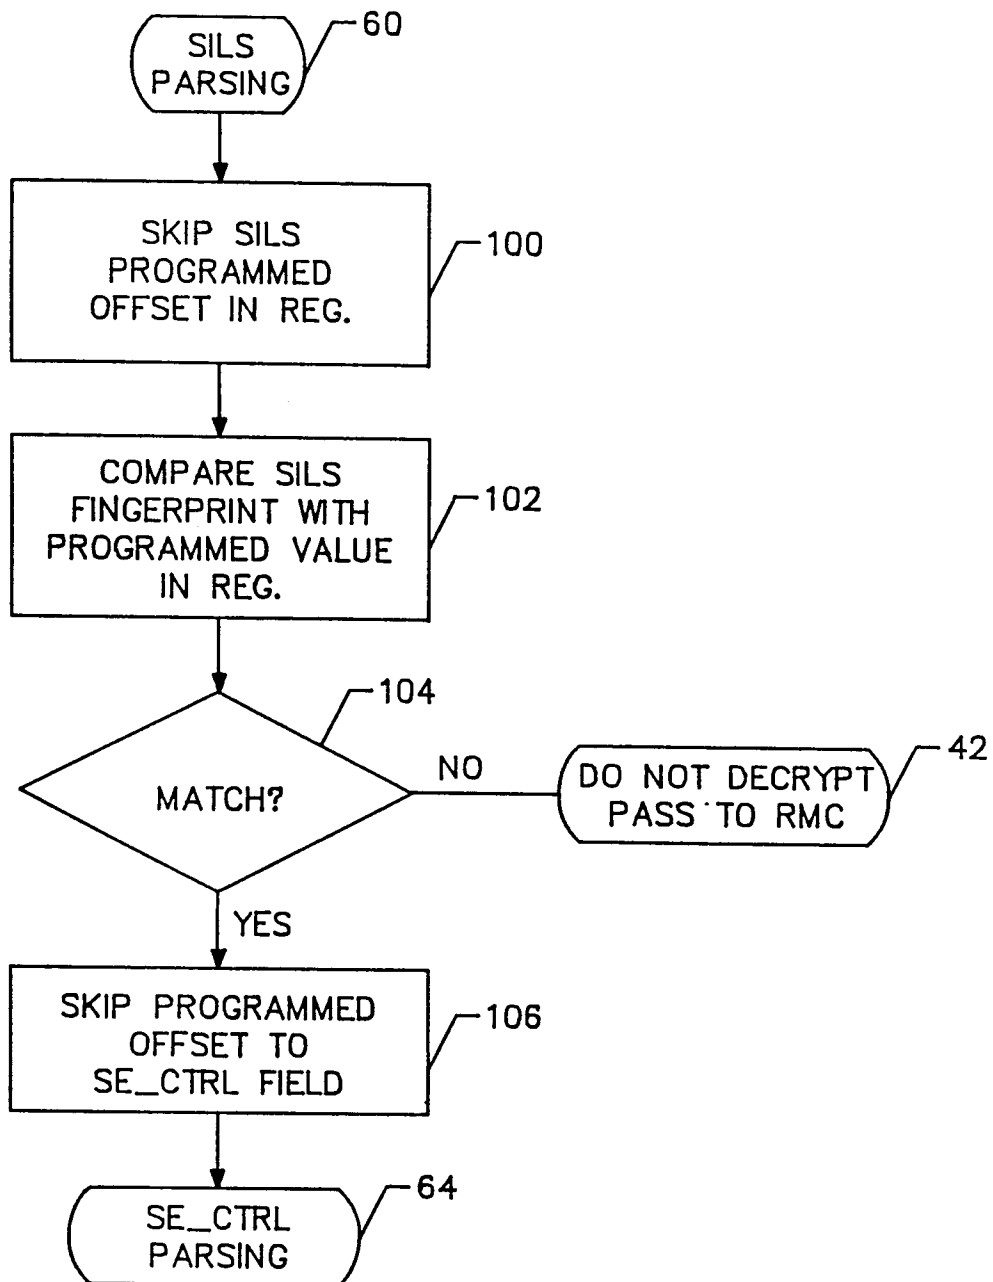 60
SILS
PARSING
SKIP SILS
PROGRAMMED
OFFSET IN REG.
100
COMPARE SILS
FINGERPRINT WITH
PROGRAMMED VALUE
IN REG.
102
104
MATCH?
NO
DO NOT DECRYPT
PASS TO RMC
42
YES
SKIP PROGRAMMED
OFFSET TO
SE_CTRL FIELD
106
SE_CTRL
PARSING
64